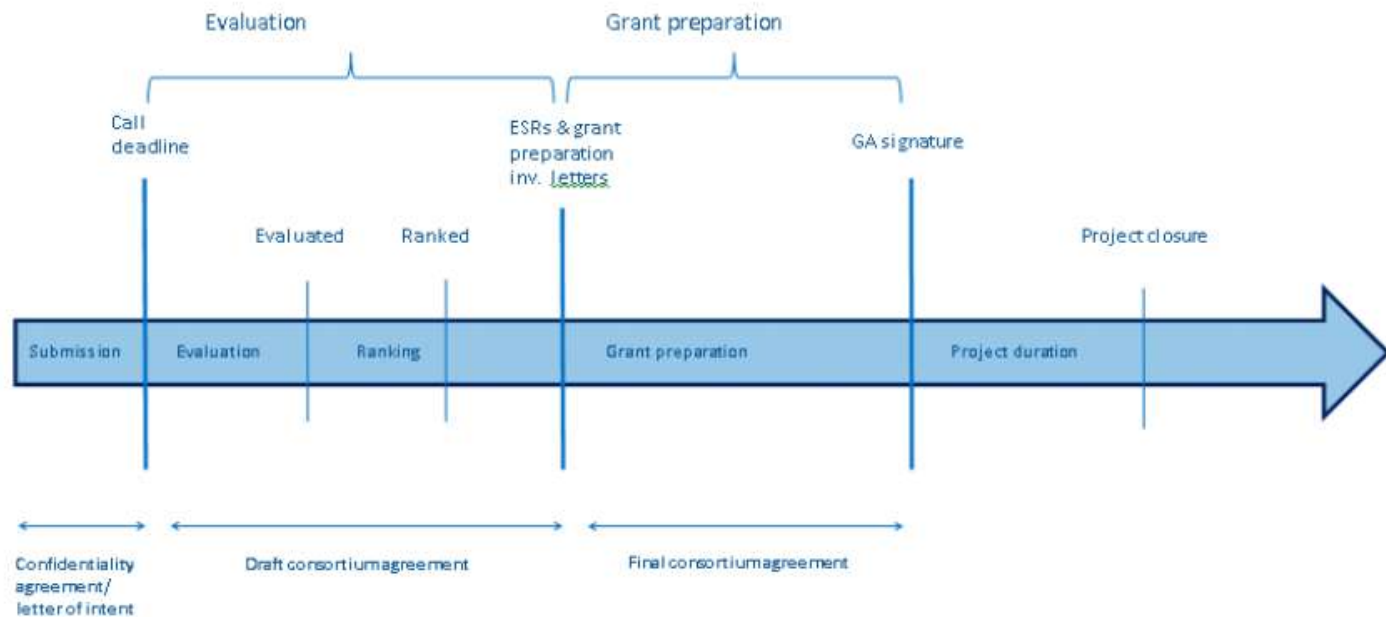 Evaluation
Grant preparation
Call
deadline
ESRs & grant
preparation
inv. letters
GA signature
Evaluated
Ranked
Project closure
Submission
Evaluation
Ranking
Grant preparation
Project duration
Confidentiality
agreement/
letter of intent
Draft consortiumagreement
Final consortiumagreement